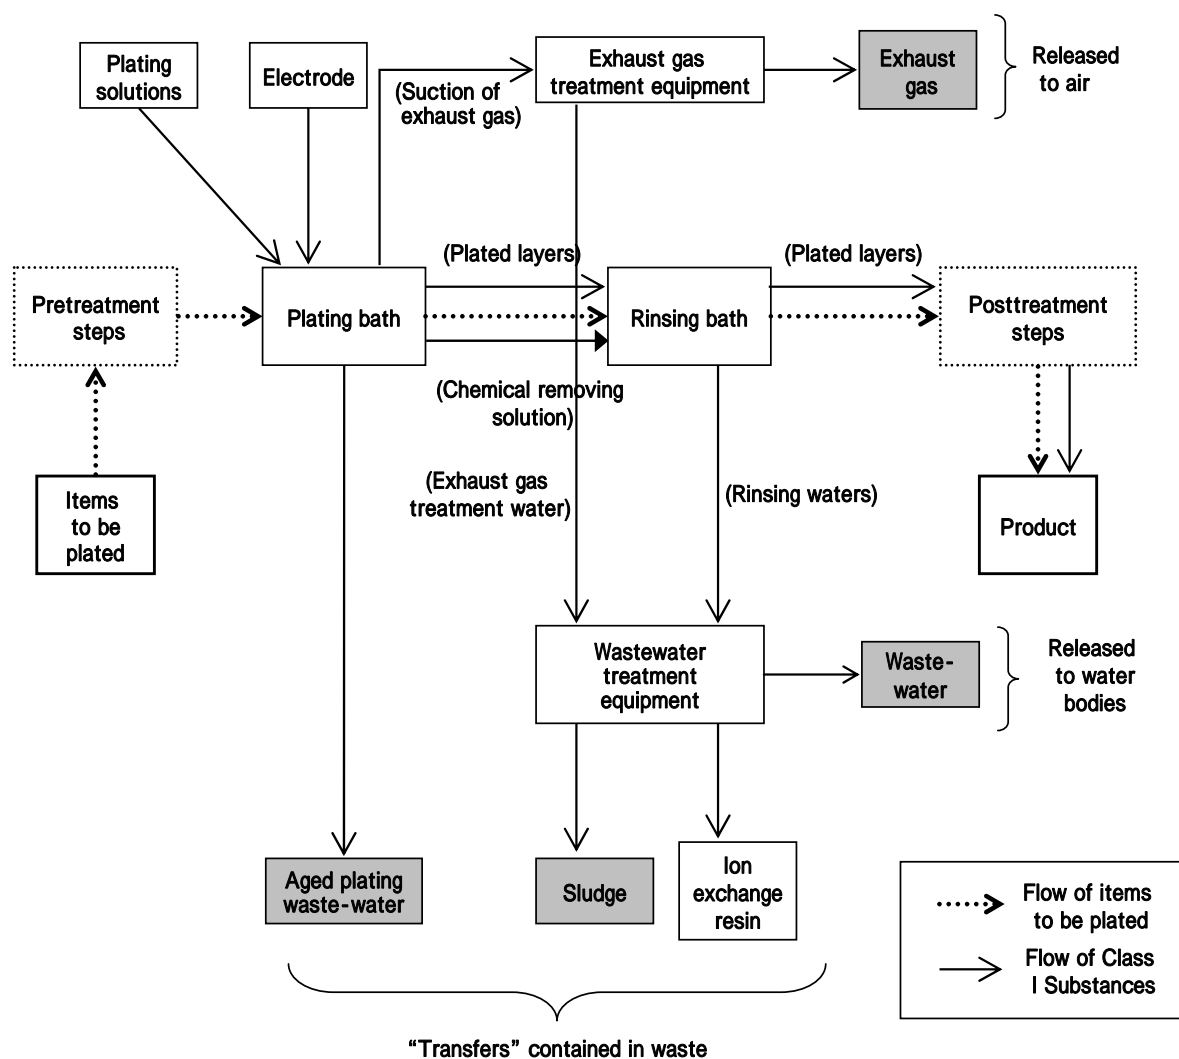 Plating
solutions
Electrode
(Suction of
exhaust gas)
Exhaust gas
treatment equipment
Exhaust
gas
Released
to air
(Plated layers)
(Plated layers)
Pretreatment
steps
Plating bath
Rinsing bath
Posttreatment
steps
(Chemical removing
solution)
Items
to be
plated
(Exhaust gas
treatment water)
(Rinsing waters)
Product
Wastewater
treatment
equipment
Waste-
water
Released
to water
bodies
Aged plating
waste-water
Sludge
Ion
exchange
resin
Flow of items
to be plated
Flow of Class
I Substances
“Transfers” contained in waste